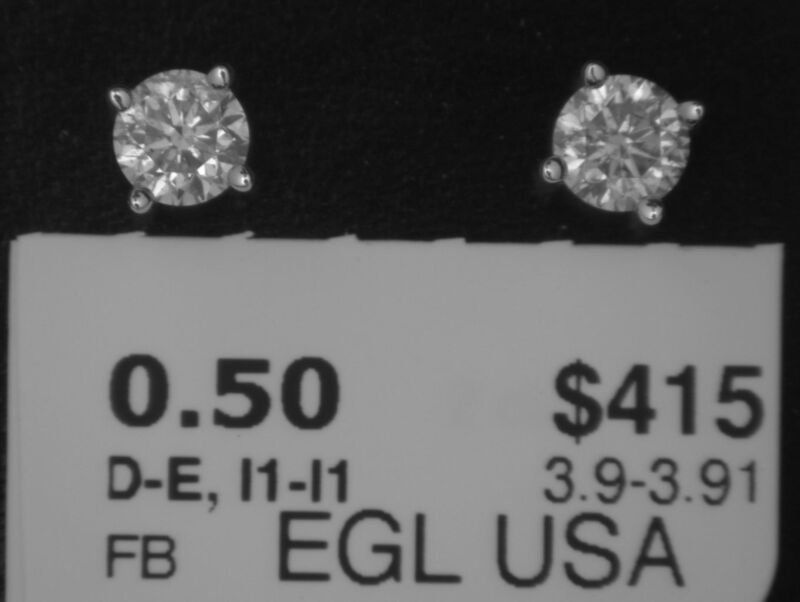 0.50 $415
D-E, I1-I1 3.9-3.91
FB EGL USA